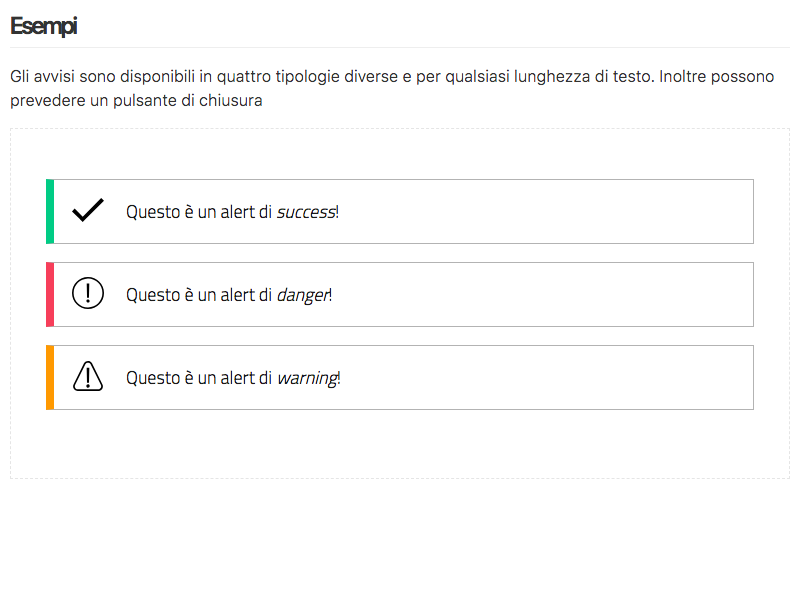 Esempi
Gli avvisi sono disponibili in quattro tipologie diverse e per qualsiasi lunghezza di testo. Inoltre possono
prevedere un pulsante di chiusura
Questo è un alert di success!
Questo è un alert di danger!
Questo è un alert di warning!